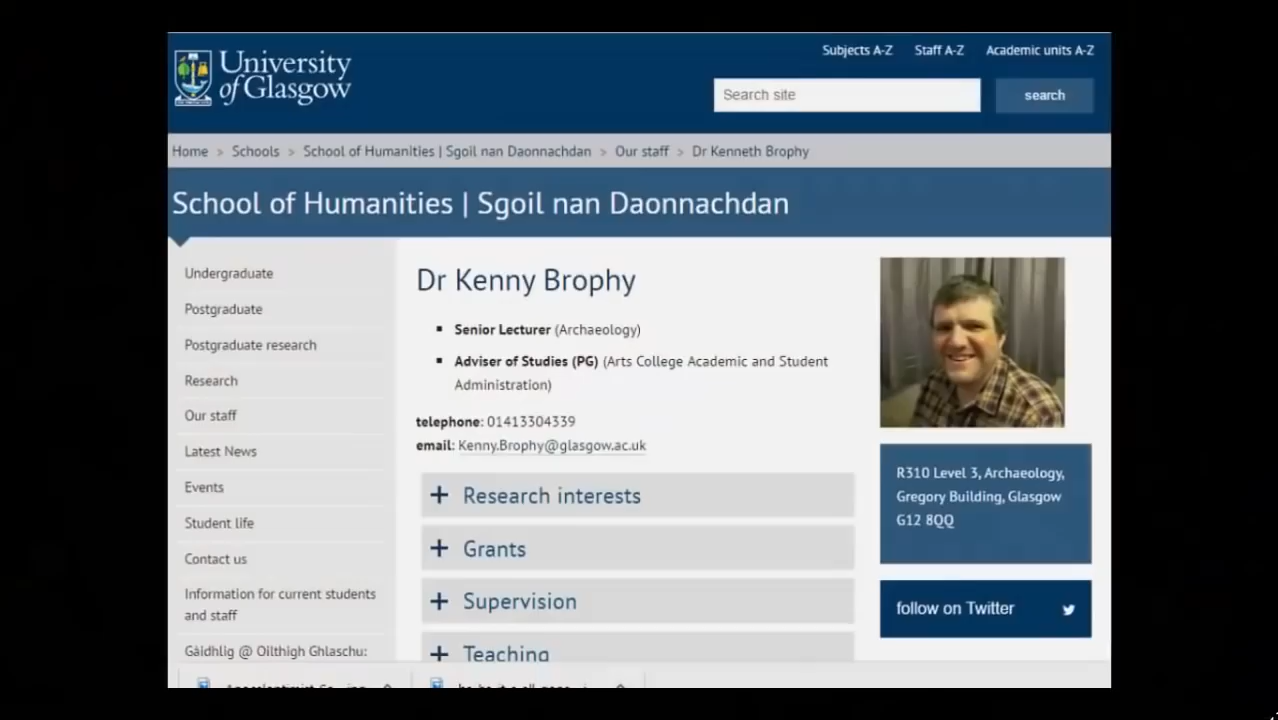 University
of Glasgow
Subjects A-Z Staff A-Z Academic units A-Z
Search site search
Home > Schools > School of Humanities | Sgoil nan Daonnachdan > Our staff > Dr Kenneth Brophy
School of Humanities | Sgoil nan Daonnachdan
Undergraduate
Postgraduate
Postgraduate research
Research
Our staff
Latest News
Events
Student life
Contact us
Information for current students
and staff
Gàidhlig @ Oilthigh Ghlaschu:
Dr Kenny Brophy
Senior Lecturer (Archaeology)
Adviser of Studies (PG) (Arts College Academic and Student
Administration)
telephone: 01413304339
email: Kenny.Brophy@glasgow.ac.uk
+ Research interests
+ Grants
+ Supervision
+ Teaching
R310 Level 3, Archaeology,
Gregory Building, Glasgow
G12 8QQ
follow on Twitter